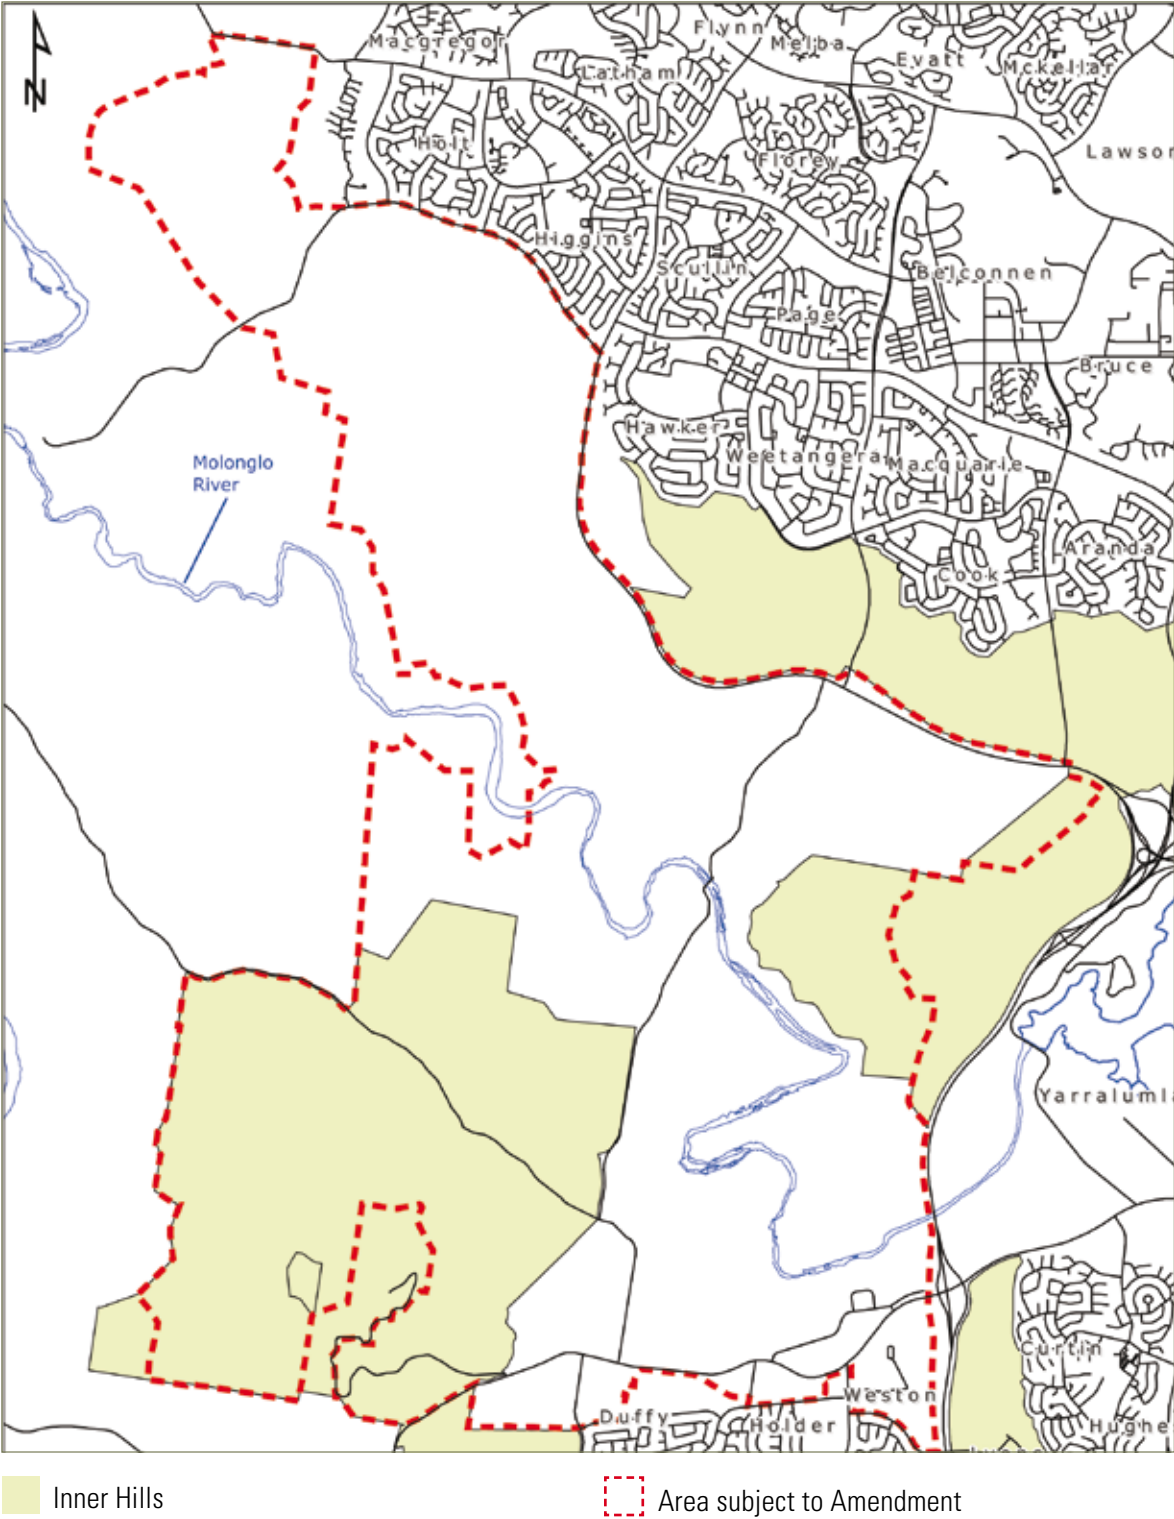 N
Macgregor
Flynn
Melba
Evatt
Mckellar
Latham
Holt
Florey
Lawson
Higgins
Scullin
Belconnen
Page
Bruce
Hawker
Weetangera
Macquarie
Molonglo
River
Aranda
Cook
Yarralumla
Curtin
Weston
Duffy
Holder
Hughe
Inner Hills
Area subject to Amendment